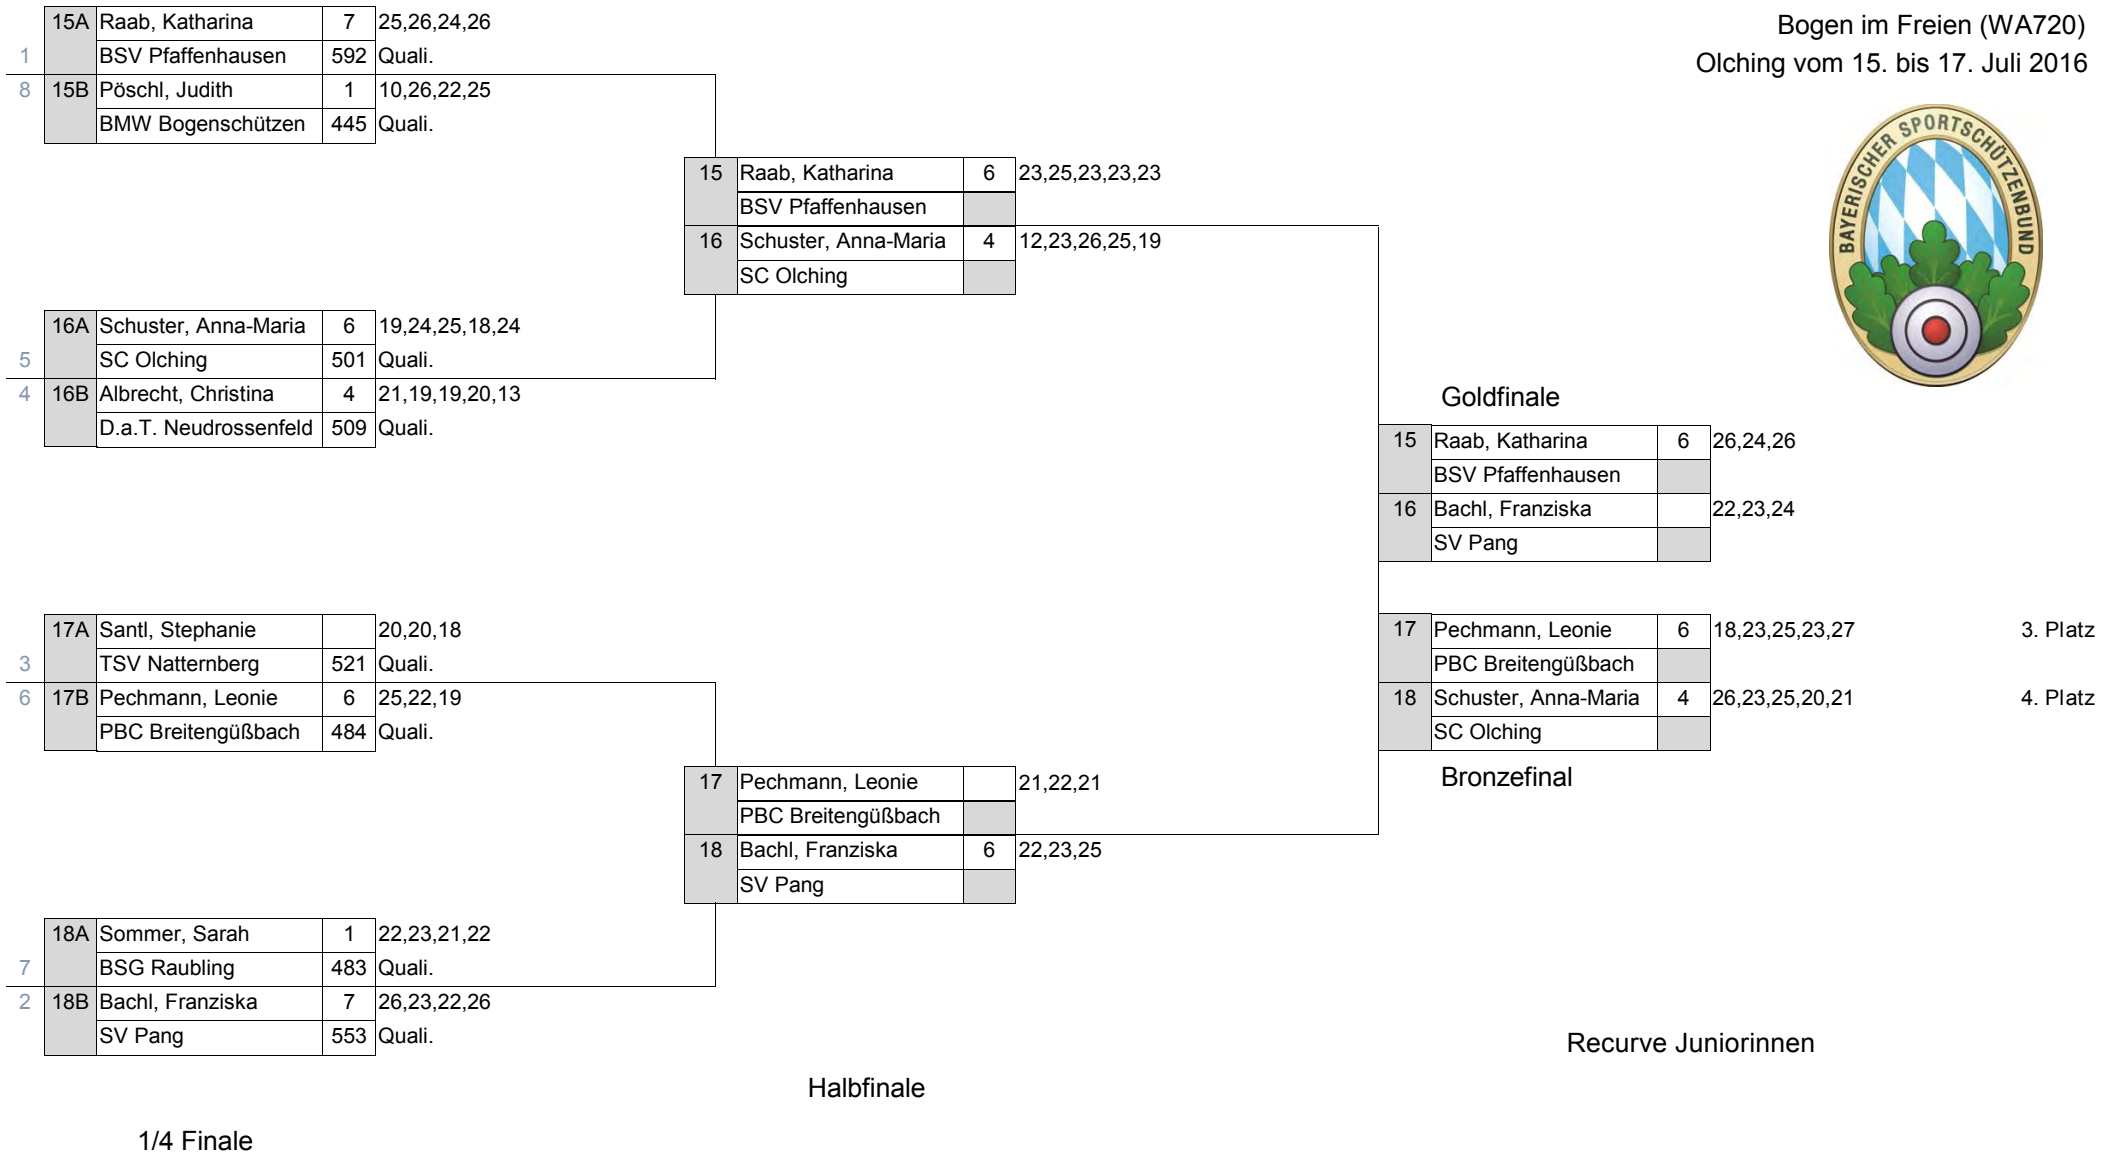 Bogen im Freien (WA720)
Olching vom 15. bis 17. Juli 2016
BAYERISCHER SPORTSCHÜTZENBUND
15A Raab, Katharina 7 25,26,24,26
1 BSV Pfaffenhausen 592 Quali.
8 15B Pöschl, Judith 1 10,26,22,25
BMW Bogenschützen 445 Quali.
16A Schuster, Anna-Maria 6 19,24,25,18,24
5 SC Olching 501 Quali.
4 16B Albrecht, Christina 4 21,19,19,20,13
D.a.T. Neudrossenfeld 509 Quali.
17A Santl, Stephanie 20,20,18
3 TSV Natternberg 521 Quali.
6 17B Pechmann, Leonie 6 25,22,19
PBC Breitengüßbach 484 Quali.
18A Sommer, Sarah 1 22,23,21,22
7 BSG Raubling 483 Quali.
2 18B Bachl, Franziska 7 26,23,22,26
SV Pang 553 Quali.
1/4 Finale
15 Raab, Katharina 6 23,25,23,23,23
BSV Pfaffenhausen
16 Schuster, Anna-Maria 4 12,23,26,25,19
SC Olching
17 Pechmann, Leonie 21,22,21
PBC Breitengüßbach
18 Bachl, Franziska 6 22,23,25
SV Pang
Halbfinale
Goldfinale
15 Raab, Katharina 6 26,24,26
BSV Pfaffenhausen
16 Bachl, Franziska 22,23,24
SV Pang
17 Pechmann, Leonie 6 18,23,25,23,27 3. Platz
PBC Breitengüßbach
18 Schuster, Anna-Maria 4 26,23,25,20,21 4. Platz
SC Olching
Bronzefinal
Recurve Juniorinnen